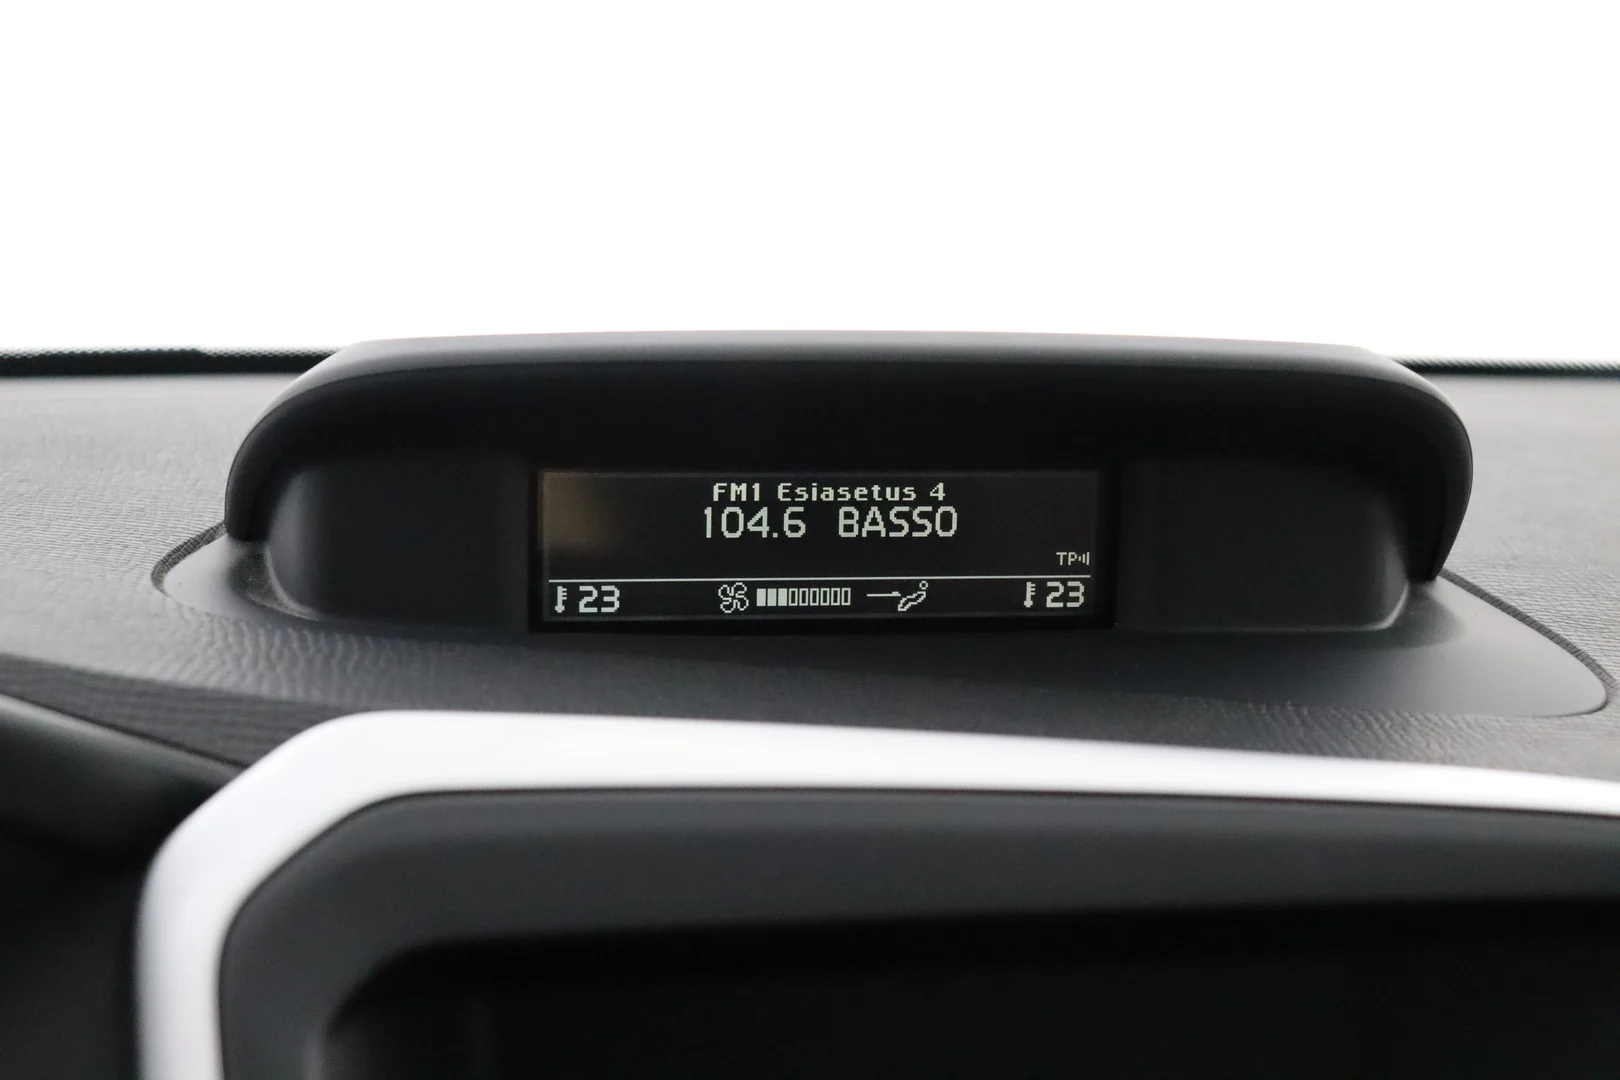 FM1 Esiasetus 4
104.6 BASSO
TP
23 23